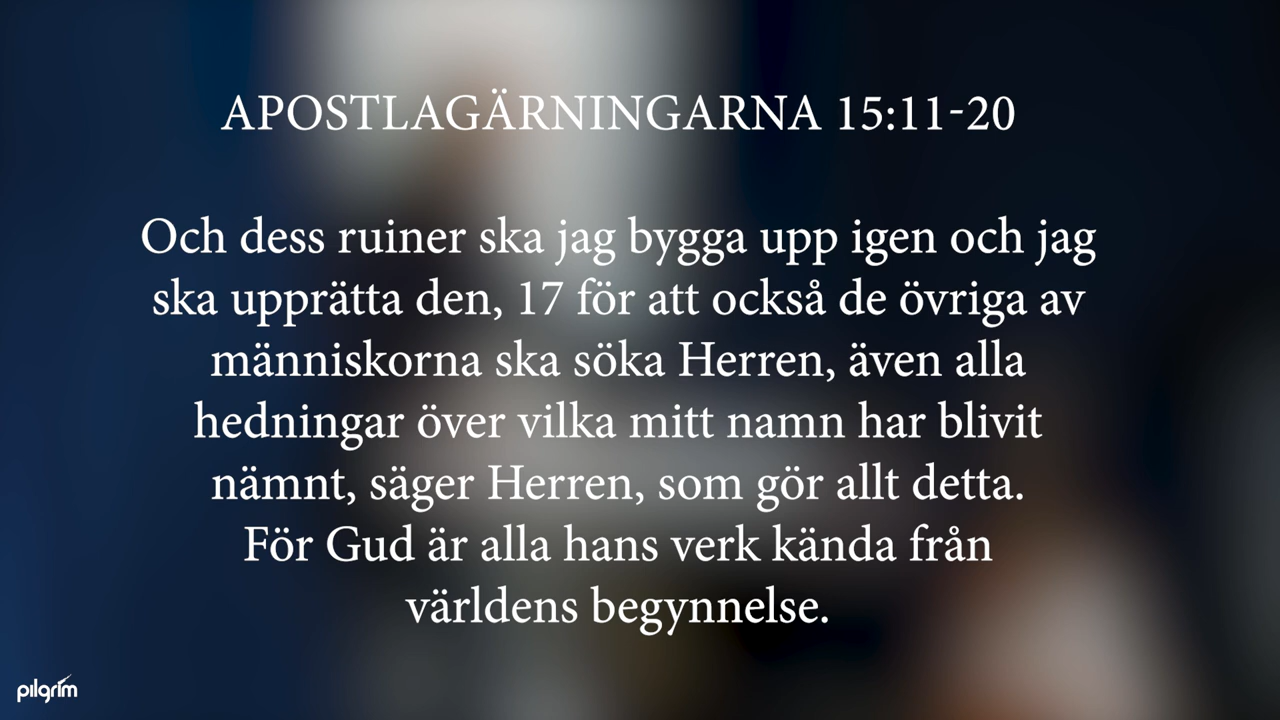 APOSTLAGÄRNINGARNA 15:11-20
Och dess ruiner ska jag bygga upp igen och jag
ska upprätta den, 17 för att också de övriga av
människorna ska söka Herren, även alla
hedningar över vilka mitt namn har blivit
nämnt, säger Herren, som gör allt detta.
För Gud är alla hans verk kända från
världens begynnelse.
pilgrim